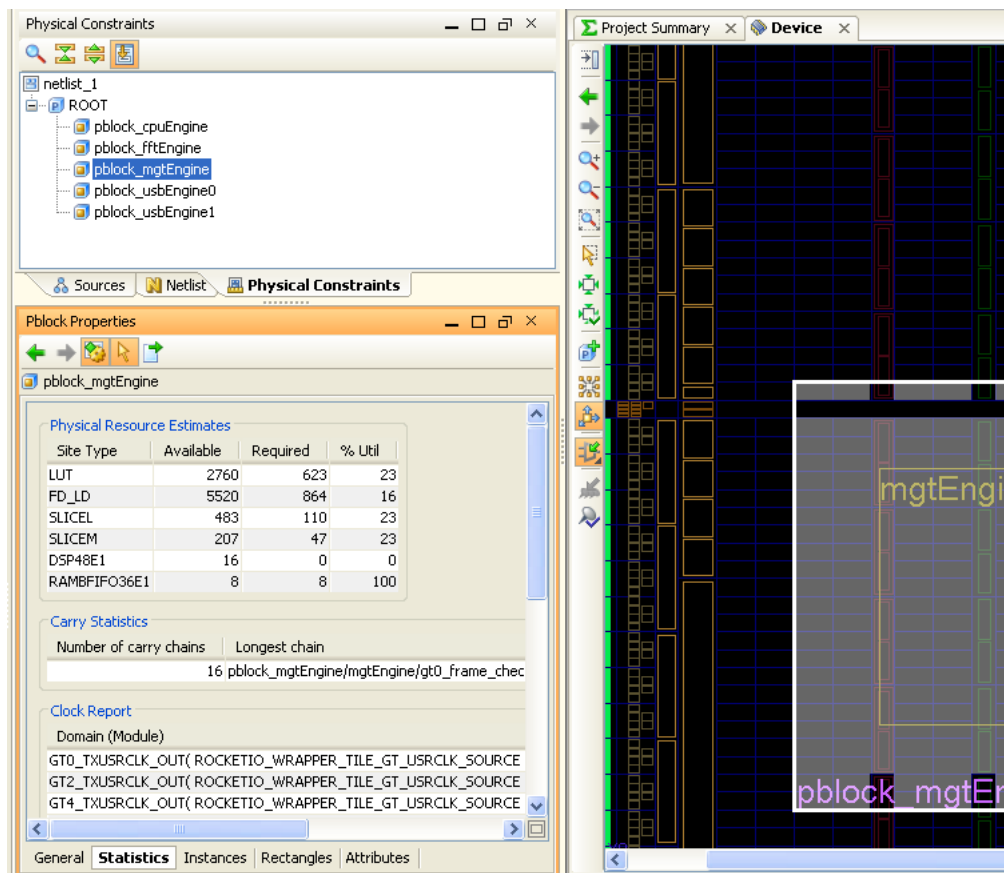 Physical Constraints
netlist_1
ROOT
pblock_cpuEngine
pblock_fftEngine
pblock_mgtEngine
pblock_usbEngine0
pblock_usbEngine1
Sources Netlist Physical Constraints
Pblock Properties
pblock_mgtEngine
Physical Resource Estimates
Site Type Available Required % Util
LUT 2760 623 23
FD_LD 5520 864 16
SLICEL 483 110 23
SLICEM 207 47 23
DSP48E1 16 0 0
RAMBFIFO36E1 8 8 100
Carry Statistics
Number of carry chains Longest chain
16 pblock_mgtEngine/mgtEngine/gt0_frame_chec
Clock Report
Domain (Module)
GT0_TXUSRCLK_OUT( ROCKETIO_WRAPPER_TILE_GT_USRCLK_SOURCE
GT2_TXUSRCLK_OUT( ROCKETIO_WRAPPER_TILE_GT_USRCLK_SOURCE
GT4_TXUSRCLK_OUT( ROCKETIO_WRAPPER_TILE_GT_USRCLK_SOURCE
General Statistics Instances Rectangles Attributes
Project Summary Device
mgtEngi
pblock_mgtEn